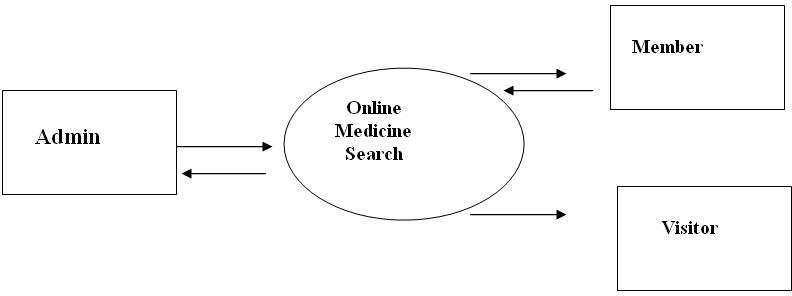 Member
Online
Medicine
Search
Admin
Visitor